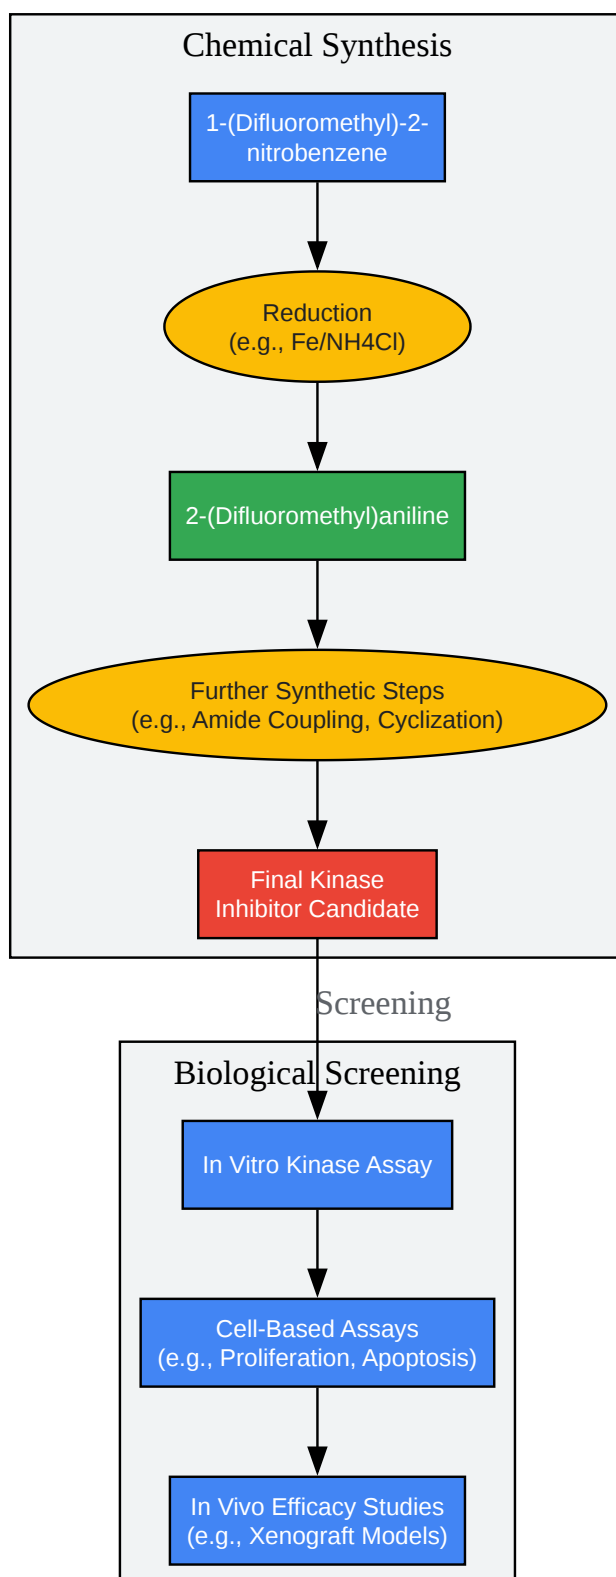 Chemical Synthesis
1-(Difluoromethyl)-2-
nitrobenzene
Reduction
(e.g., Fe/NH4Cl)
2-(Difluoromethyl)aniline
Further Synthetic Steps
(e.g., Amide Coupling, Cyclization)
Final Kinase
Inhibitor Candidate
Screening
Biological Screening
In Vitro Kinase Assay
Cell-Based Assays
(e.g., Proliferation, Apoptosis)
In Vivo Efficacy Studies
(e.g., Xenograft Models)